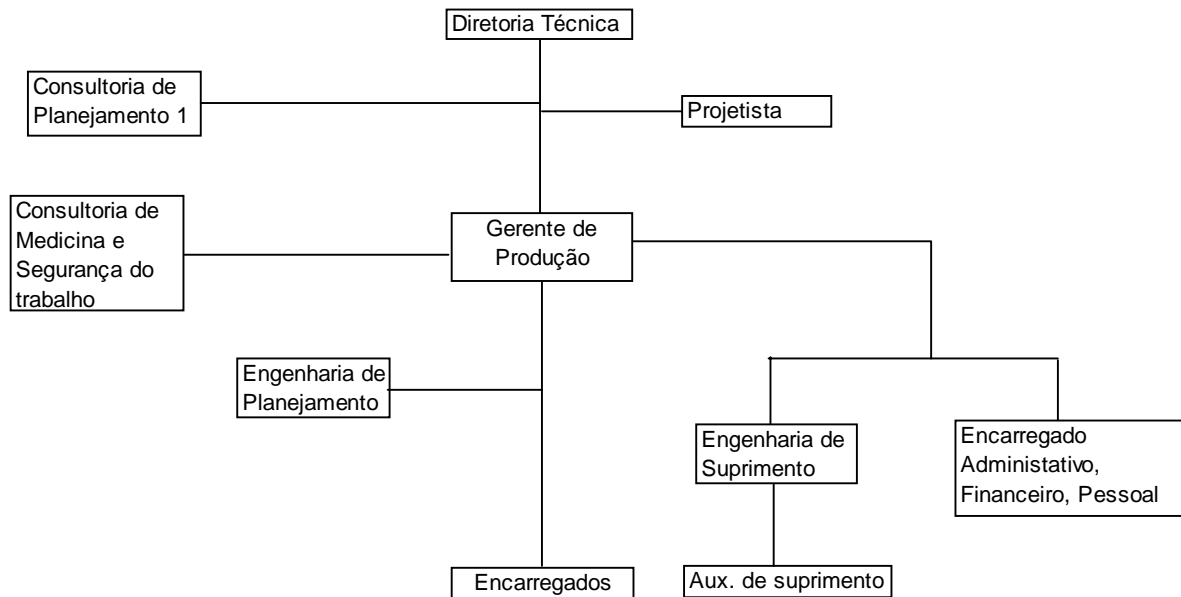 Diretoria Técnica
Consultoria de
Planejamento 1
Projetista
Consultoria de
Medicina e
Segurança do
trabalho
Gerente de
Produção
Engenharia de
Planejamento
Engenharia de
Suprimento
Encarregado
Administativo,
Financeiro, Pessoal
Encarregados
Aux. de suprimento